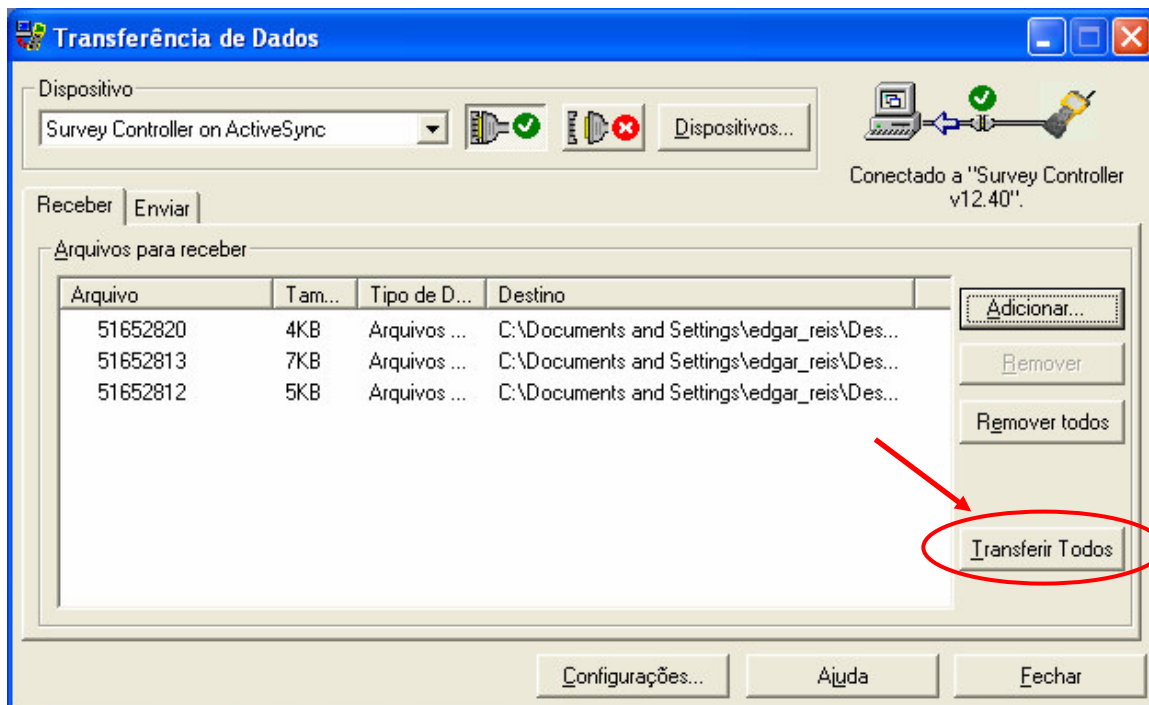 Transferência de Dados
Dispositivo
Survey Controller on ActiveSync
Dispositivos...
Conectado a "Survey Controller
v12.40".
Receber
Enviar
Arquivos para receber
Arquivo Tam... Tipo de D... Destino
51652820 4KB Arquivos ... C:\Documents and Settings\edgar_reis\Des...
51652813 7KB Arquivos ... C:\Documents and Settings\edgar_reis\Des...
51652812 5KB Arquivos ... C:\Documents and Settings\edgar_reis\Des...
Adicionar...
Remover
Remover todos
Transferir Todos
Configurações...
Ajuda
Fechar